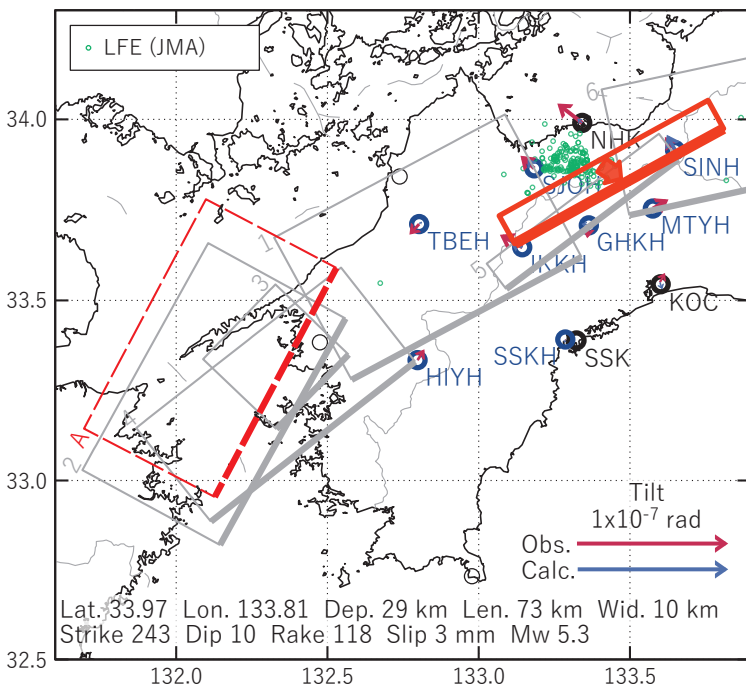 LFE (JMA)
34.0
33.5
33.0
32.5
132.0
132.5
133.0
133.5
6
NHK
SJOH
SINH
1
TBEH
GHKH
MTYH
IKKH
5
3
KOC
SSKH
SSK
HIYH
4
A
2
Tilt
1x10⁻⁷ rad
Obs.
Calc.
Lat. 33.97 Lon. 133.81 Dep. 29 km Len. 73 km Wid. 10 km
Strike 243 Dip 10 Rake 118 Slip 3 mm Mw 5.3